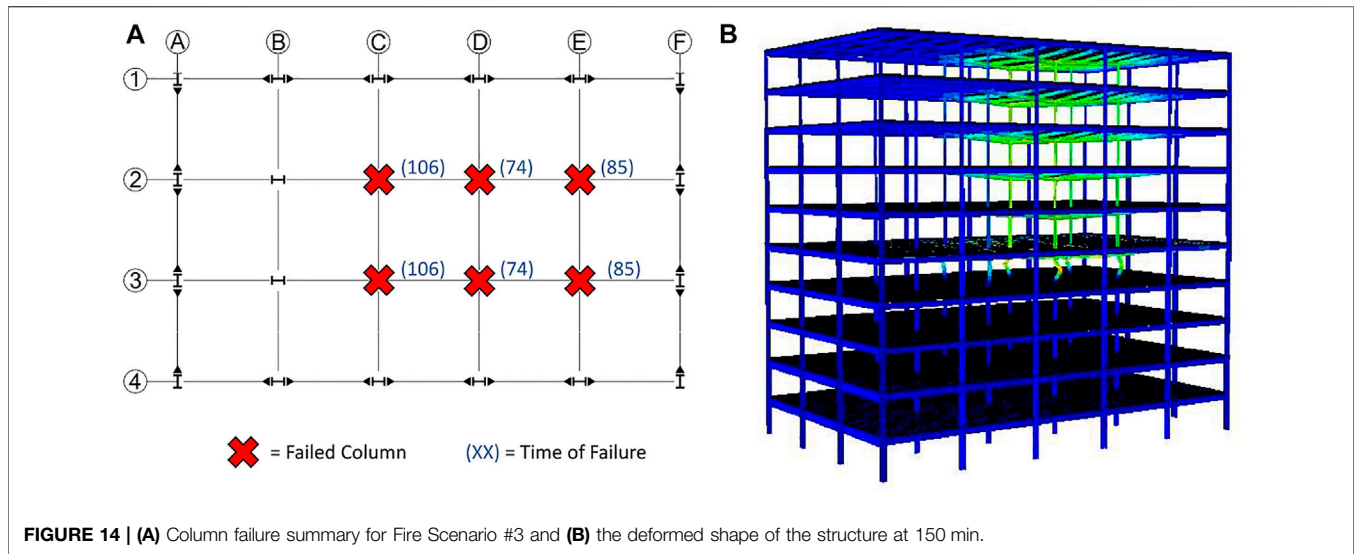 A
B
A B C D E F
1
2 (106) (74) (85)
3 (106) (74) (85)
4
= Failed Column (XX) = Time of Failure
FIGURE 14 | (A) Column failure summary for Fire Scenario #3 and (B) the deformed shape of the structure at 150 min.